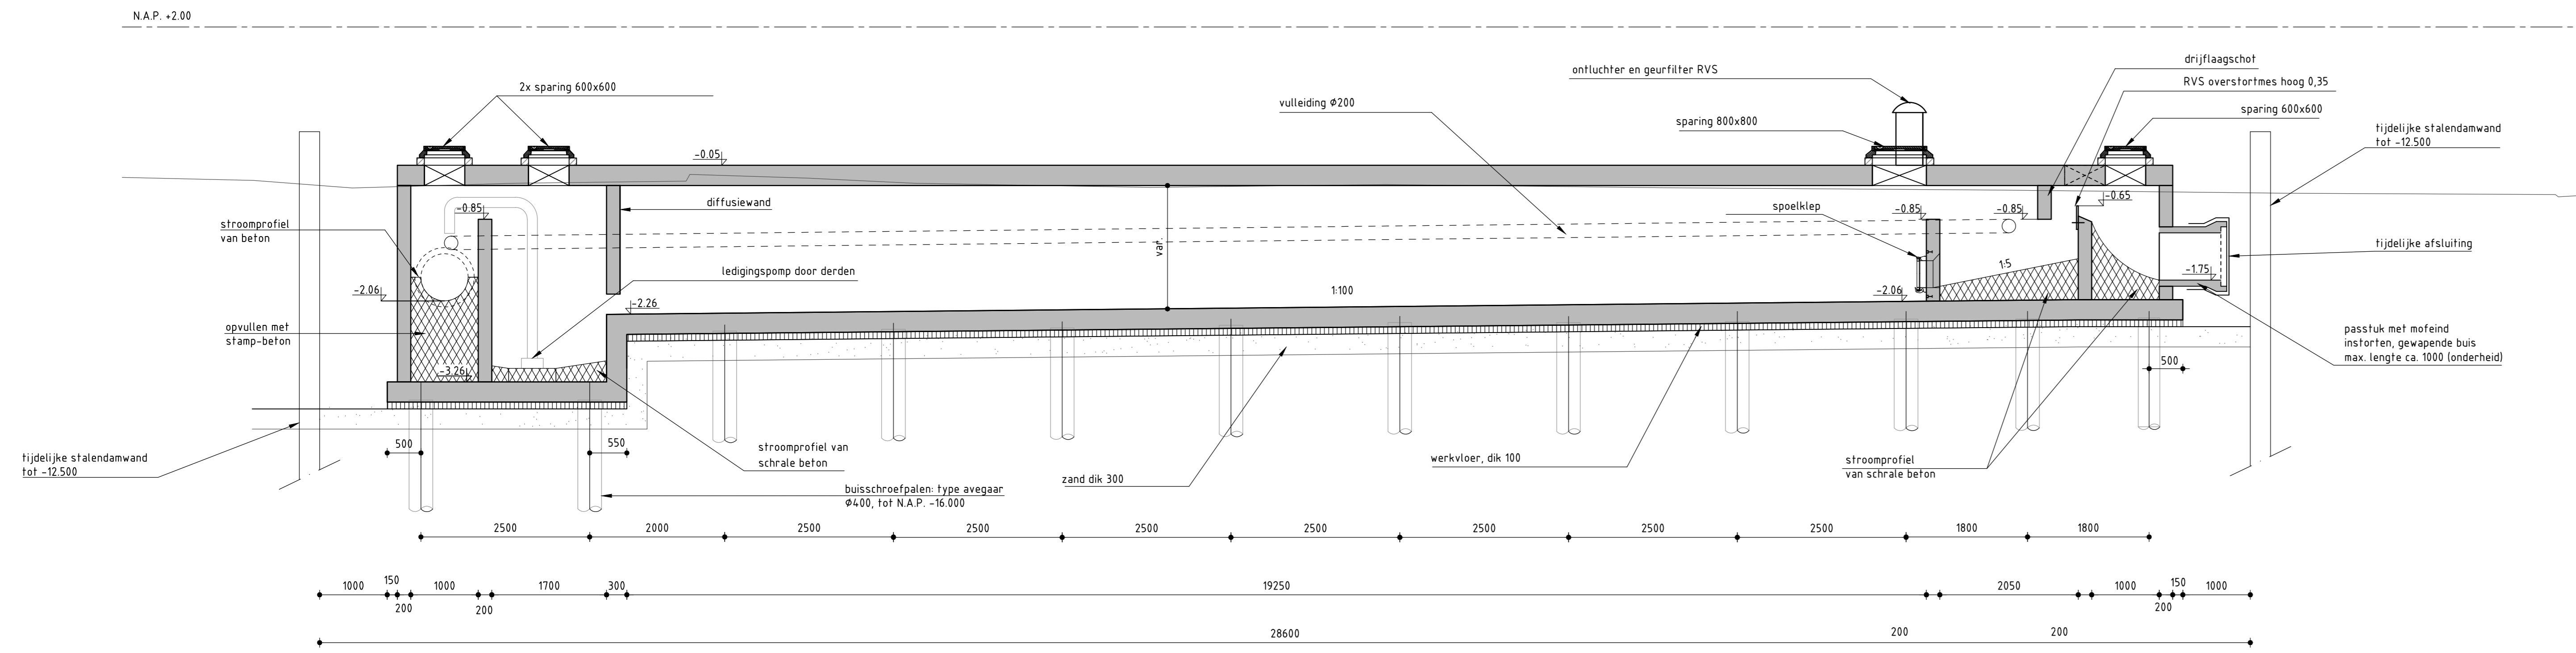 N.A.P. +2.00
drijflaagschot
ontluchter en geurfilter RVS
RVS overstortmes hoog 0,35
2x sparing 600x600
vulleiding Ø200
sparing 600x600
sparing 800x800
tijdelijke stalendamwand
tot -12.500
-0.05
-0.85
diffusiewand
stroomprofiel
van beton
spoelklep
-0.85
-0.85
-0.65
var.
tijdelijke afsluiting
ledigingspomp door derden
1:5
-1.75
-2.06
-2.26
1:100
-2.06
opvullen met
stamp-beton
passtuk met mofeind
instorten, gewapende buis
max. lengte ca. 1000 (onderheid)
-3.26
500
500
550
stroomprofiel van
schrale beton
tijdelijke stalendamwand
tot -12.500
zand dik 300
werkvloer, dik 100
stroomprofiel
van schrale beton
buisschroefpalen: type avegaar
Ø400, tot N.A.P. -16.000
2500 2000 2500 2500 2500 2500 2500 2500 2500 1800 1800
1000 150 1000 1700 300 19250 2050 1000 150 1000
200 200 200
28600 200 200